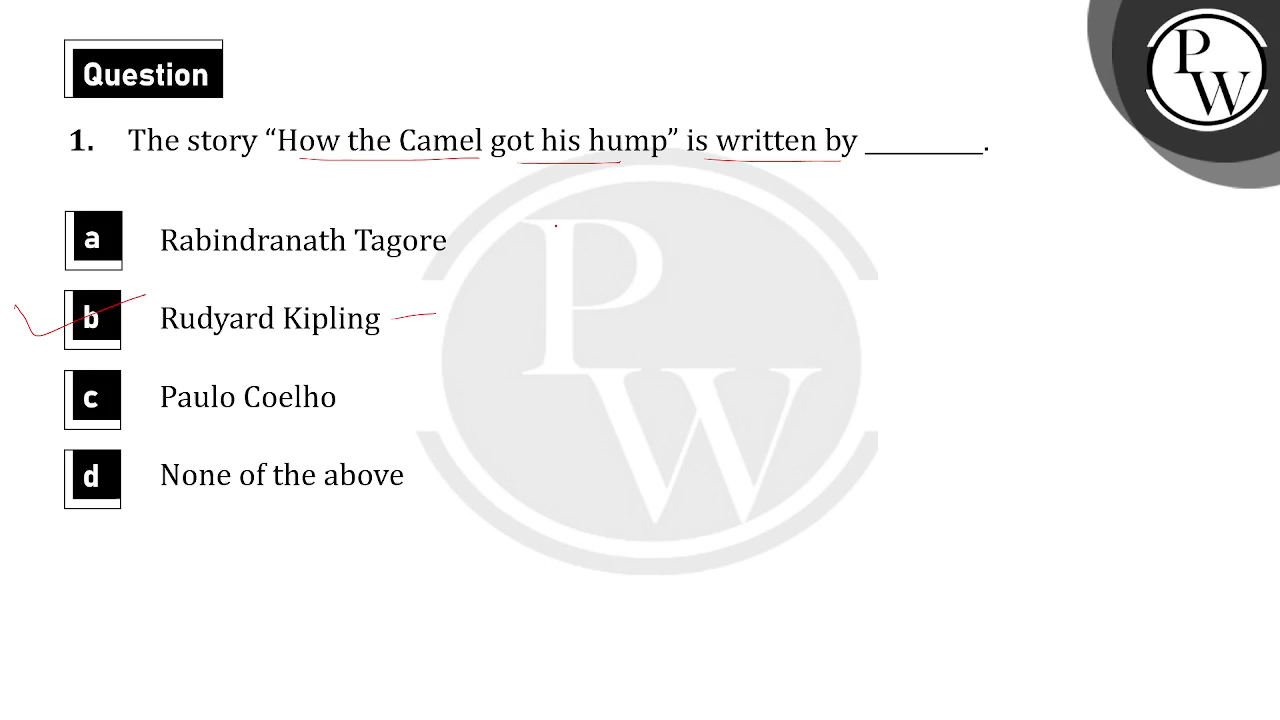 Question
P
W
1. The story “How the Camel got his hump” is written by _________.
a Rabindranath Tagore
b Rudyard Kipling
c Paulo Coelho
d None of the above
P
W